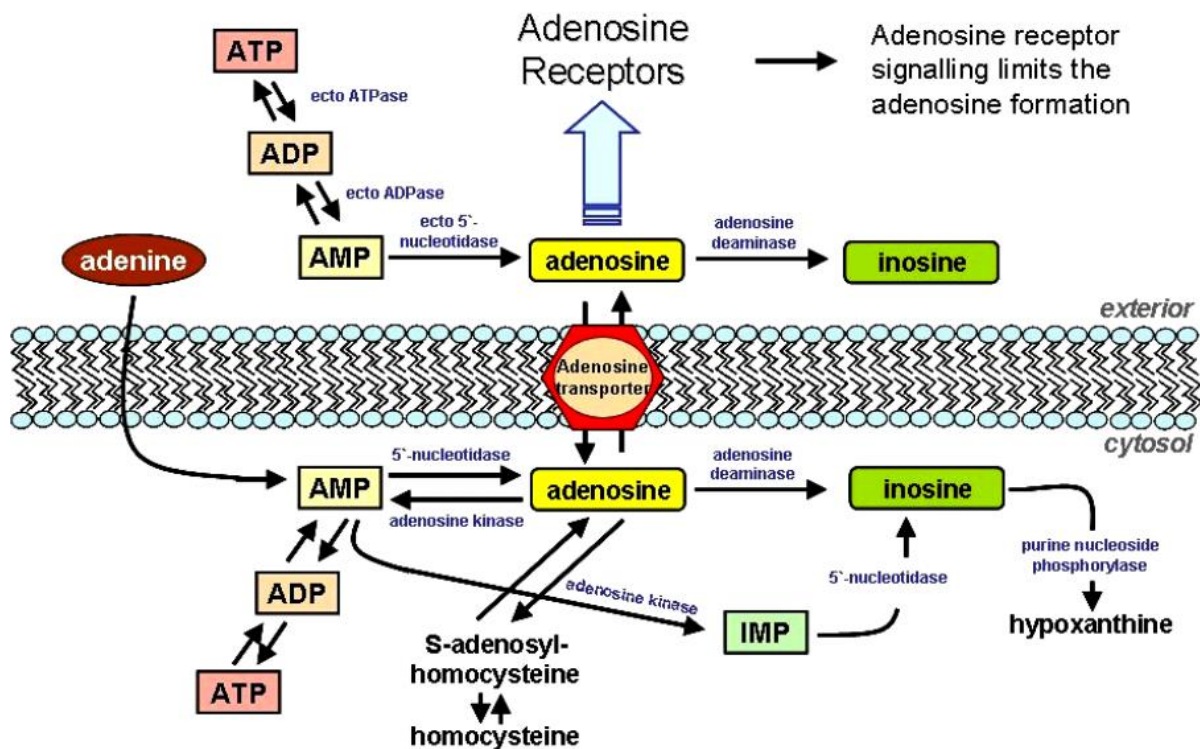 Adenosine
Receptors
Adenosine receptor
signalling limits the
adenosine formation
ATP
ecto ATPase
ADP
ecto ADPase
adenine
AMP
ecto 5`-
nucleotidase
adenosine
adenosine
deaminase
inosine
exterior
Adenosine
transporter
cytosol
AMP
5`-nucleotidase
adenosine kinase
adenosine
adenosine
deaminase
inosine
purine nucleoside
phosphorylase
hypoxanthine
ADP
ATP
adenosine kinase
5`-nucleotidase
IMP
S-adenosyl-
homocysteine
homocysteine